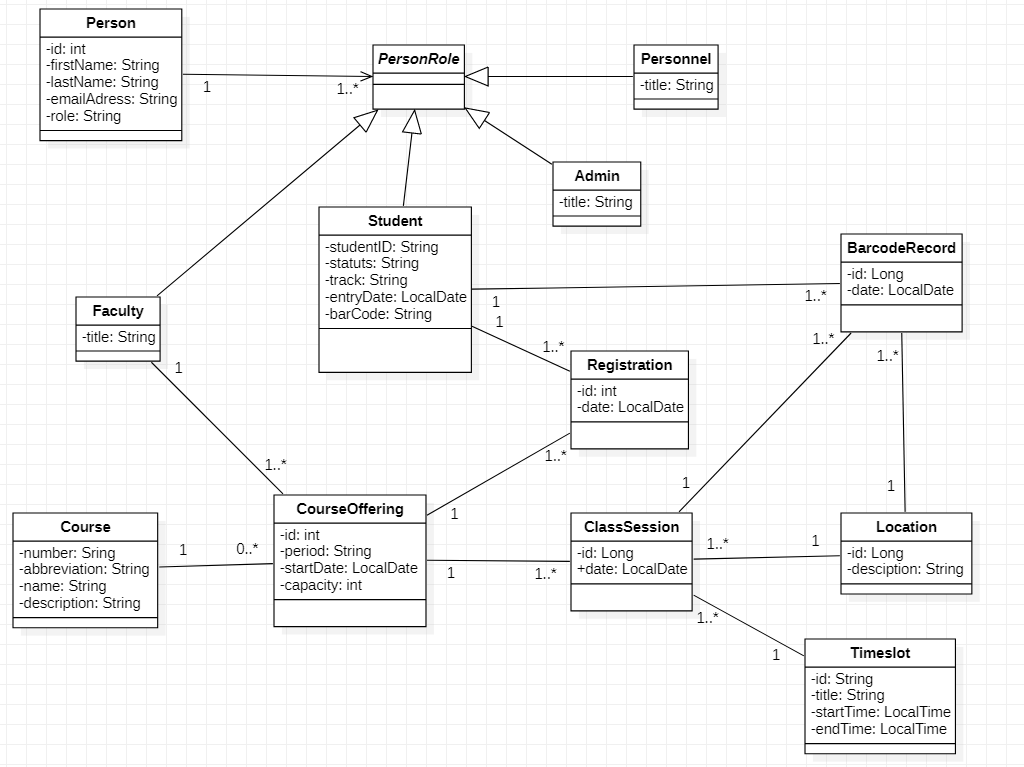 Person
-id: int
-firstName: String
-lastName: String
-emailAdress: String
-role: String
1
1..*
PersonRole
Personnel
-title: String
Admin
-title: String
Student
-studentID: String
-statuts: String
-track: String
-entryDate: LocalDate
-barCode: String
BarcodeRecord
-id: Long
-date: LocalDate
1
1..*
1
1..*
Faculty
-title: String
1
1..*
Registration
-id: int
-date: LocalDate
1..*
1
1..*
1
1..*
1
Course
-number: Sring
-abbreviation: String
-name: String
-description: String
1
0..*
CourseOffering
-id: int
-period: String
-startDate: LocalDate
-capacity: int
1
1..*
ClassSession
-id: Long
+date: LocalDate
1..*
1
Location
-id: Long
-desciption: String
1..*
1
Timeslot
-id: String
-title: String
-startTime: LocalTime
-endTime: LocalTime